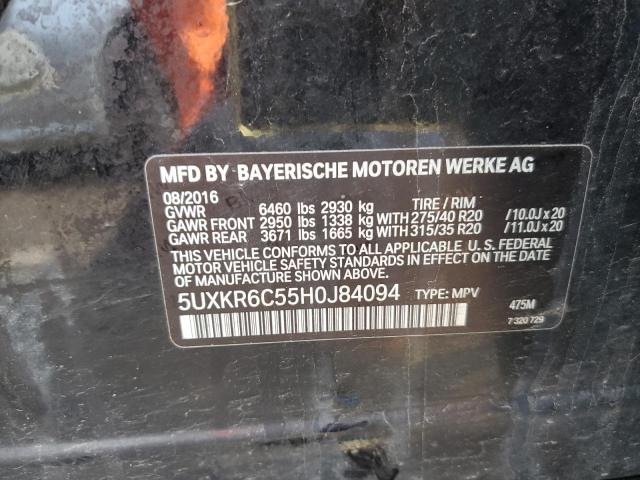 MFD BY BAYERISCHE MOTOREN WERKE AG
08/2016 TIRE / RIM
GVWR 6460 lbs 2930 kg
GAWR FRONT 2950 lbs 1338 kg WITH 275/40 R20 /10.0J x 20
GAWR REAR 3671 lbs 1665 kg WITH 315/35 R20 /11.0J x 20
THIS VEHICLE CONFORMS TO ALL APPLICABLE U.S. FEDERAL
MOTOR VEHICLE SAFETY STANDARDS IN EFFECT ON THE DATE
OF MANUFACTURE SHOWN ABOVE.
5UXKR6C55H0J84094 TYPE: MPV 475M
7 320 729